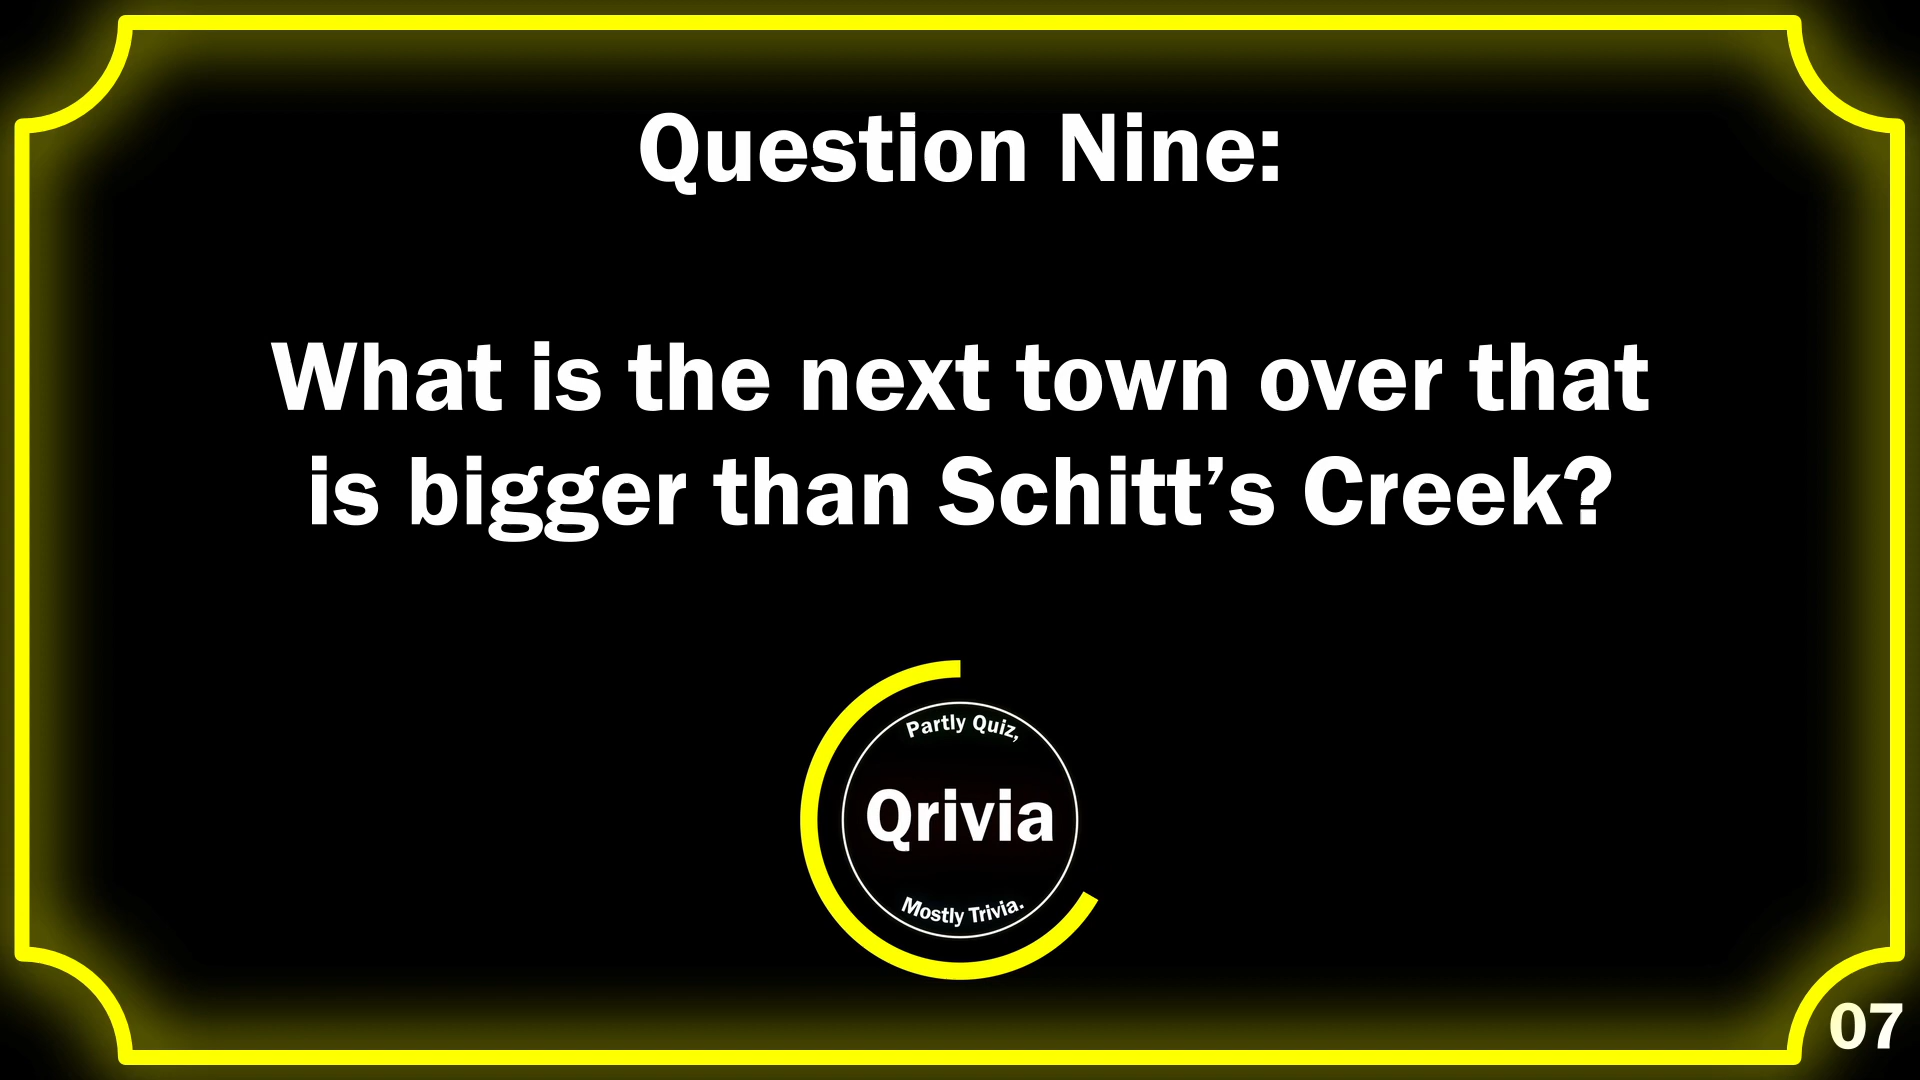 Question Nine:
What is the next town over that
is bigger than Schitt’s Creek?
Partly Quiz,
Qrivia
Mostly Trivia.
07